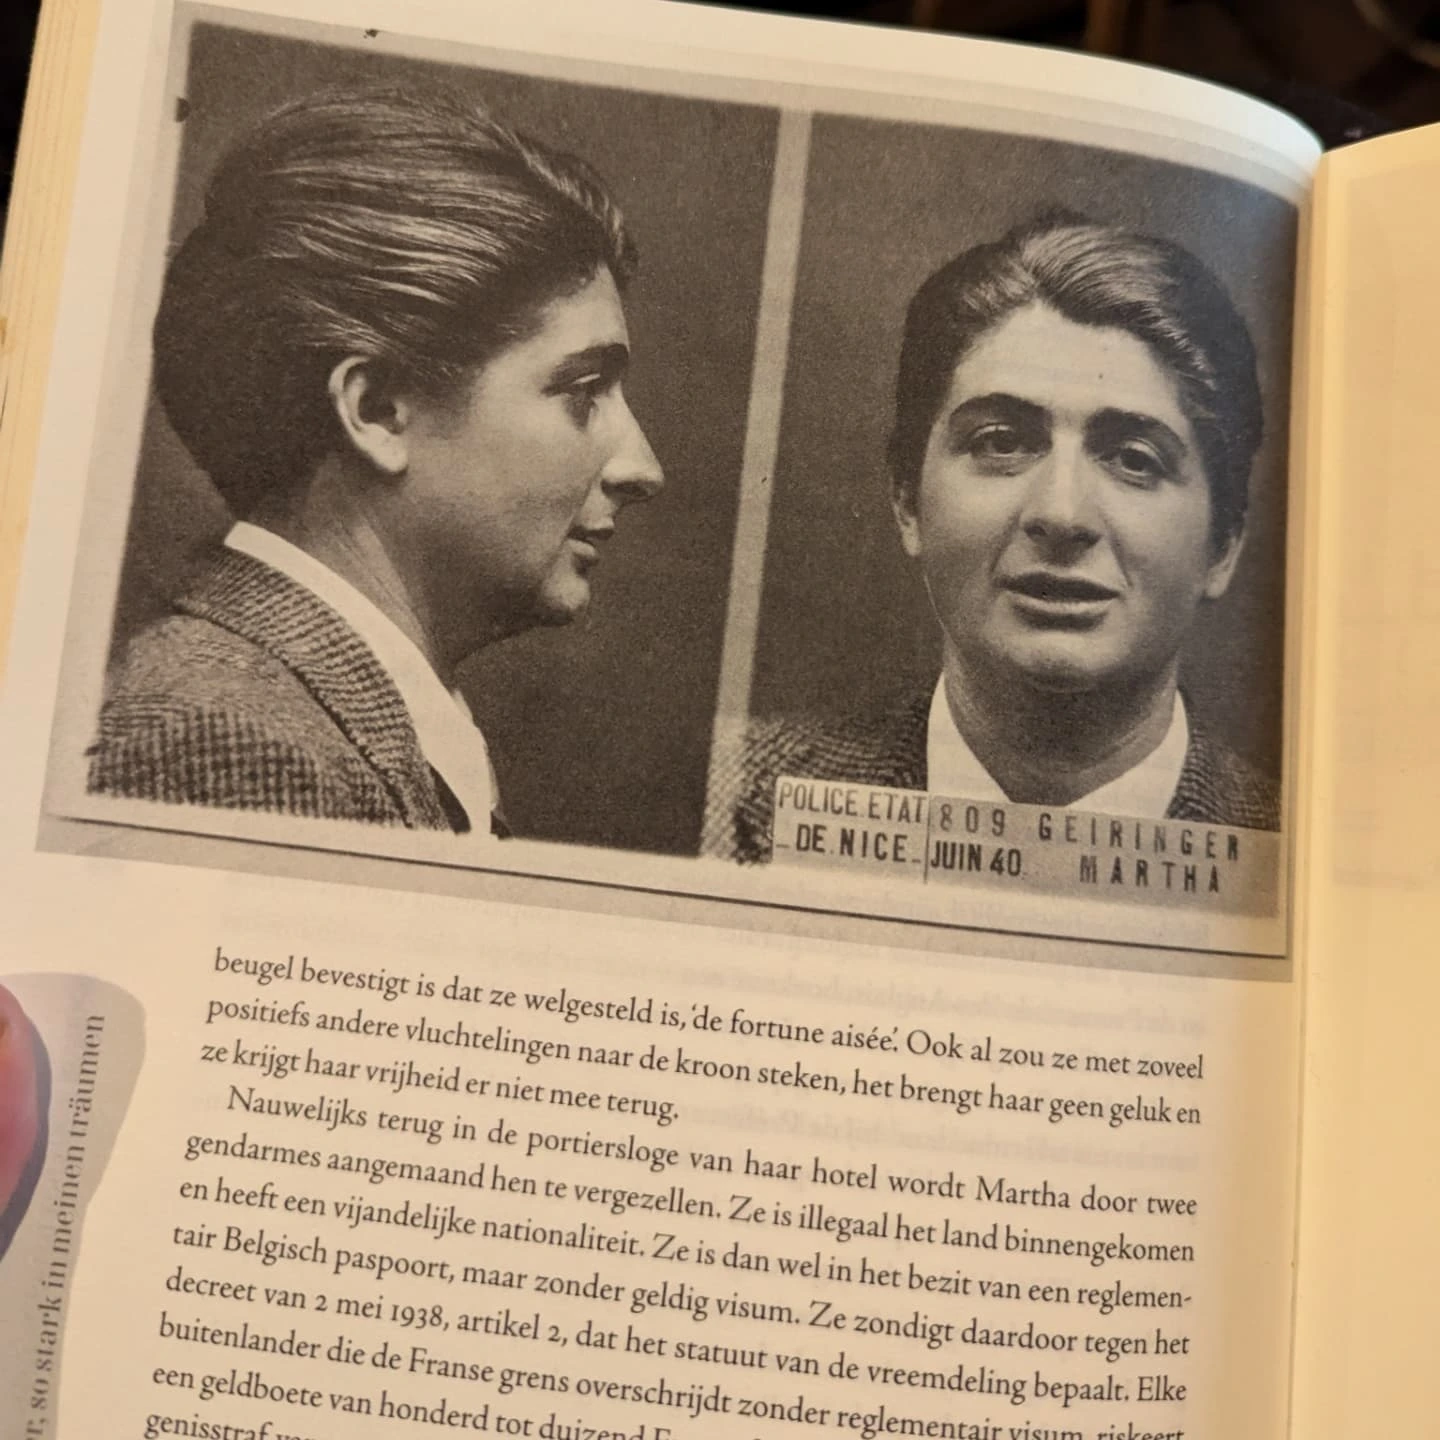 POLICE.ETAT 809 GEIRINGER
_DE.NICE_ JUIN 40. MARTHA
beugel bevestigt is dat ze welgesteld is, ‘de fortune aisée’. Ook al zou ze met zoveel
positiefs andere vluchtelingen naar de kroon steken, het brengt haar geen geluk en
ze krijgt haar vrijheid er niet mee terug.
Nauwelijks terug in de portiersloge van haar hotel wordt Martha door twee
gendarmes aangemaand hen te vergezellen. Ze is illegaal het land binnengekomen
en heeft een vijandelijke nationaliteit. Ze is dan wel in het bezit van een reglemen-
tair Belgisch paspoort, maar zonder geldig visum. Ze zondigt daardoor tegen het
decreet van 2 mei 1938, artikel 2, dat het statuut van de vreemdeling bepaalt. Elke
buitenlander die de Franse grens overschrijdt zonder reglementair visum, riskeert
een geldboete van honderd tot duizend
genisstraf
so stark in meinen träumen